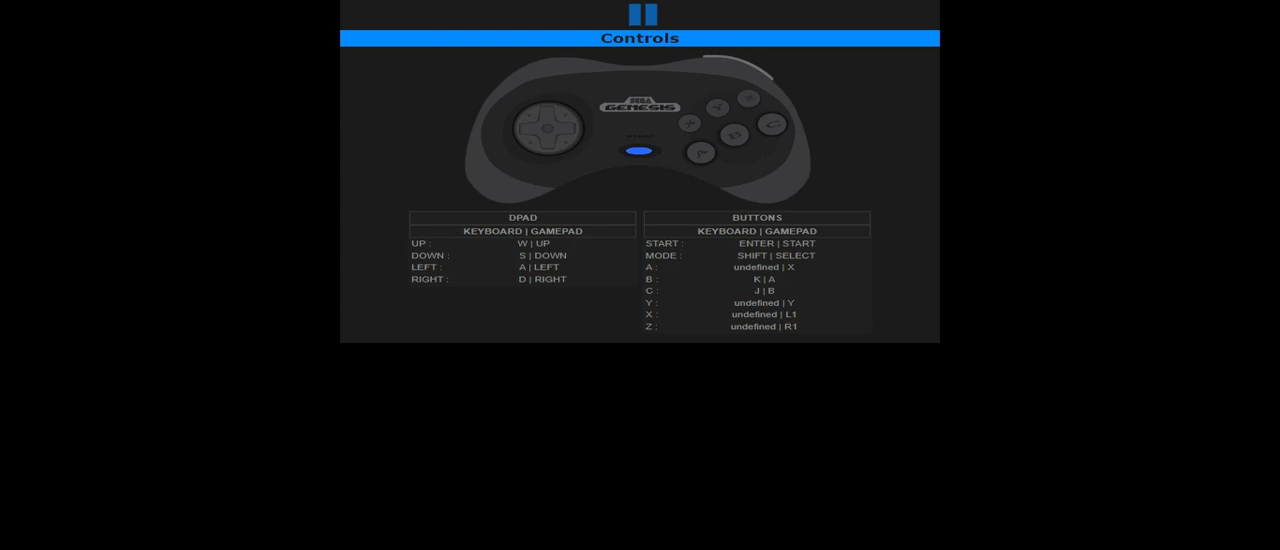 Controls
SEGA
GENESIS
START
X
Y
A
B
C
DPAD
KEYBOARD | GAMEPAD
UP : W | UP
DOWN : S | DOWN
LEFT : A | LEFT
RIGHT : D | RIGHT
BUTTONS
KEYBOARD | GAMEPAD
START : ENTER | START
MODE : SHIFT | SELECT
A : undefined | X
B : K | A
C : J | B
Y : undefined | Y
X : undefined | L1
Z : undefined | R1